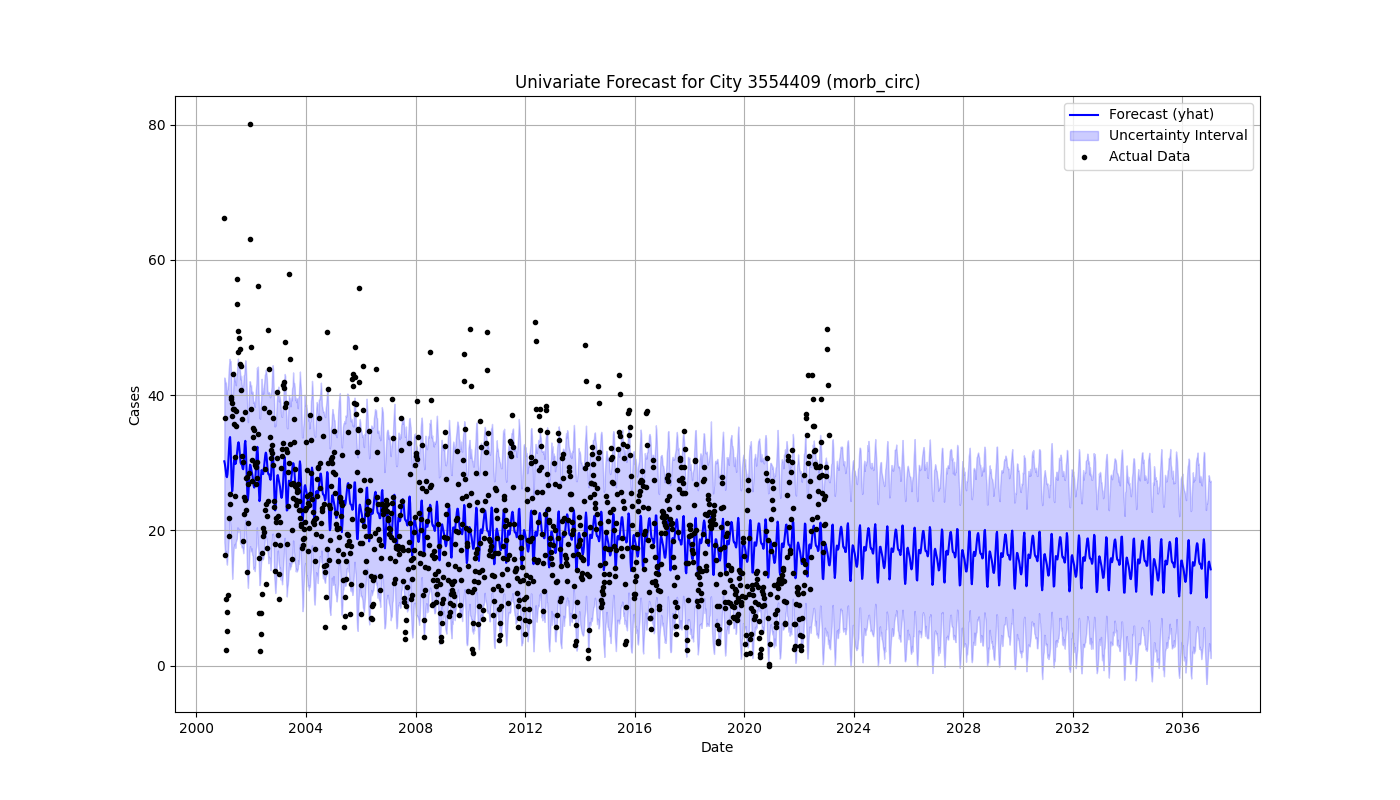 Univariate Forecast for City 3554409 (morb_circ)
Forecast (yhat)
Uncertainty Interval
Actual Data
Cases
80
60
40
20
0
2000 2004 2008 2012 2016 2020 2024 2028 2032 2036
Date